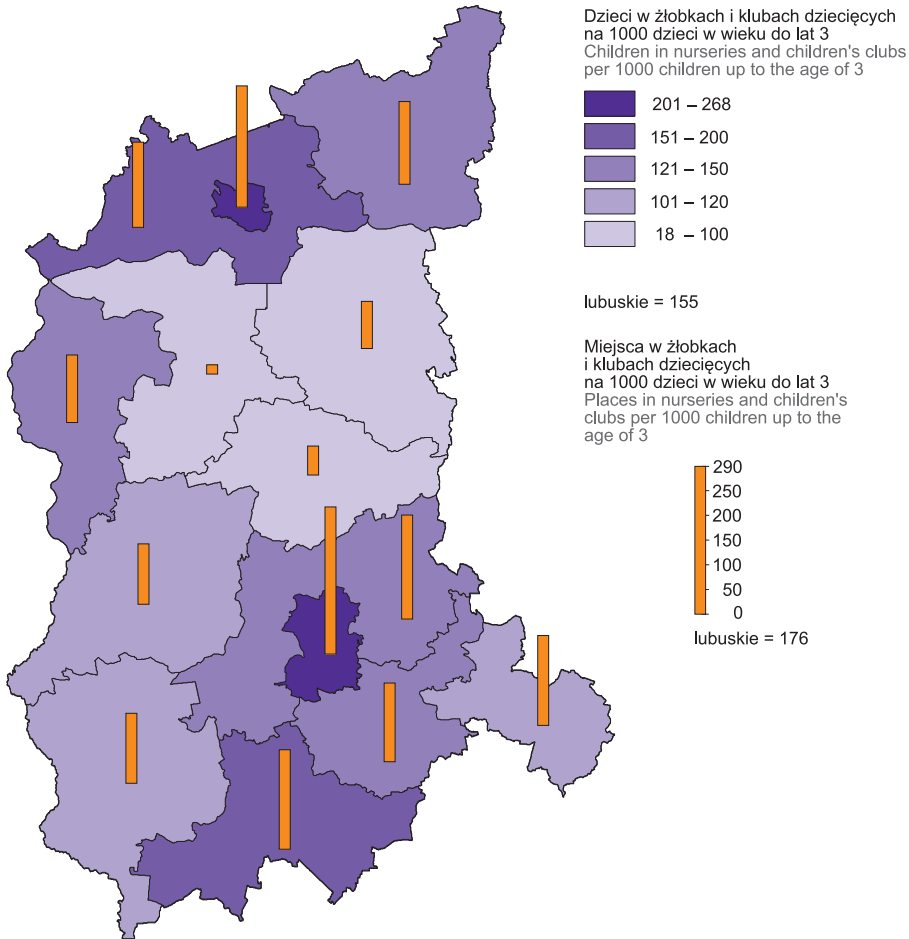 Dzieci w żłobkach i klubach dziecięcych
na 1000 dzieci w wieku do lat 3
Children in nurseries and children's clubs
per 1000 children up to the age of 3
201 – 268
151 – 200
121 – 150
101 – 120
18 – 100
lubuskie = 155
Miejsca w żłobkach
i klubach dziecięcych
na 1000 dzieci w wieku do lat 3
Places in nurseries and children's
clubs per 1000 children up to the
age of 3
290
250
200
150
100
50
0
lubuskie = 176